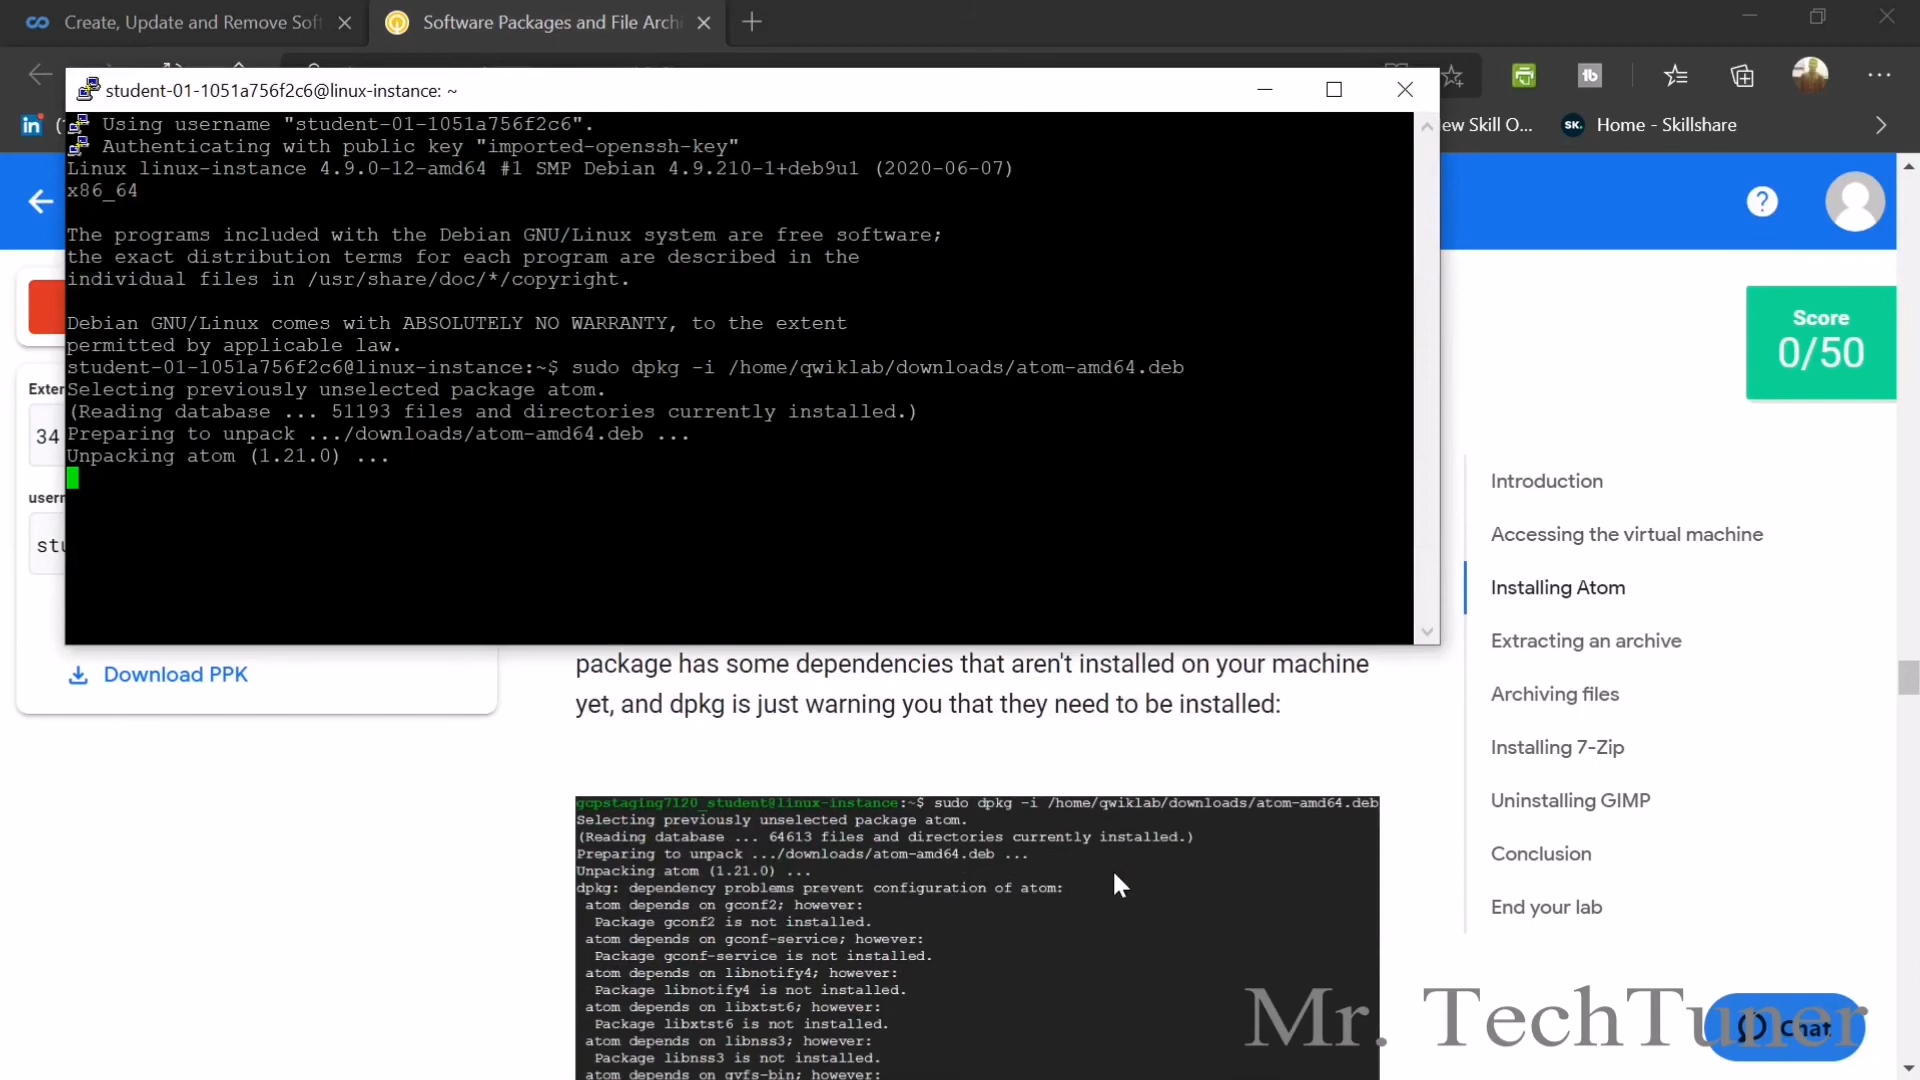 Create, Update and Remove Sof
Software Packages and File Archi
student-01-1051a756f2c6@linux-instance: ~
in
ew Skill O...
SK.
Home - Skillshare
tb
Using username "student-01-1051a756f2c6".
Authenticating with public key "imported-openssh-key"
Linux linux-instance 4.9.0-12-amd64 #1 SMP Debian 4.9.210-1+deb9u1 (2020-06-07)
x86_64
The programs included with the Debian GNU/Linux system are free software;
the exact distribution terms for each program are described in the
individual files in /usr/share/doc/*/copyright.
Debian GNU/Linux comes with ABSOLUTELY NO WARRANTY, to the extent
permitted by applicable law.
student-01-1051a756f2c6@linux-instance:~$ sudo dpkg -i /home/qwiklab/downloads/atom-amd64.deb
Selecting previously unselected package atom.
(Reading database ... 51193 files and directories currently installed.)
Preparing to unpack .../downloads/atom-amd64.deb ...
Unpacking atom (1.21.0) ...
Exter
34
usern
stu
Download PPK
?
Score
0/50
Introduction
Accessing the virtual machine
Installing Atom
Extracting an archive
Archiving files
Installing 7-Zip
Uninstalling GIMP
Conclusion
End your lab
package has some dependencies that aren't installed on your machine
yet, and dpkg is just warning you that they need to be installed:
gcpstaging7120_student@linux-instance:~$ sudo dpkg -i /home/qwiklab/downloads/atom-amd64.deb
Selecting previously unselected package atom.
(Reading database ... 64613 files and directories currently installed.)
Preparing to unpack .../downloads/atom-amd64.deb ...
Unpacking atom (1.21.0) ...
dpkg: dependency problems prevent configuration of atom:
atom depends on gconf2; however:
Package gconf2 is not installed.
atom depends on gconf-service; however:
Package gconf-service is not installed.
atom depends on libnotify4; however:
Package libnotify4 is not installed.
atom depends on libxtst6; however:
Package libxtst6 is not installed.
atom depends on libnss3; however:
Package libnss3 is not installed.
atom depends on gvfs-bin; however:
Chat
Mr. TechTuner